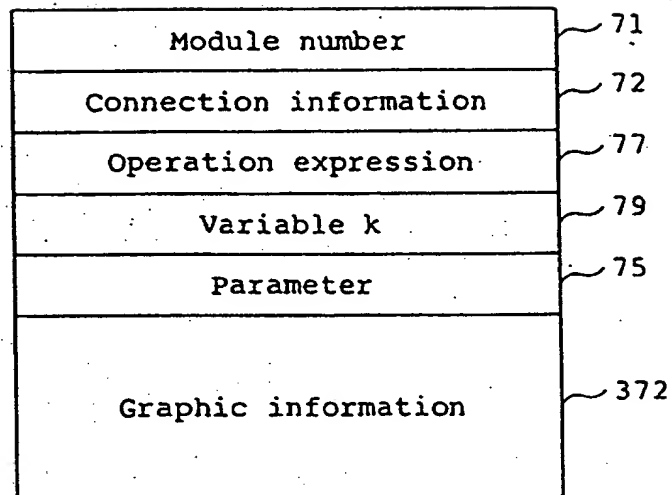 Module number 71
Connection information 72
Operation expression 77
Variable k 79
Parameter 75
Graphic information 372